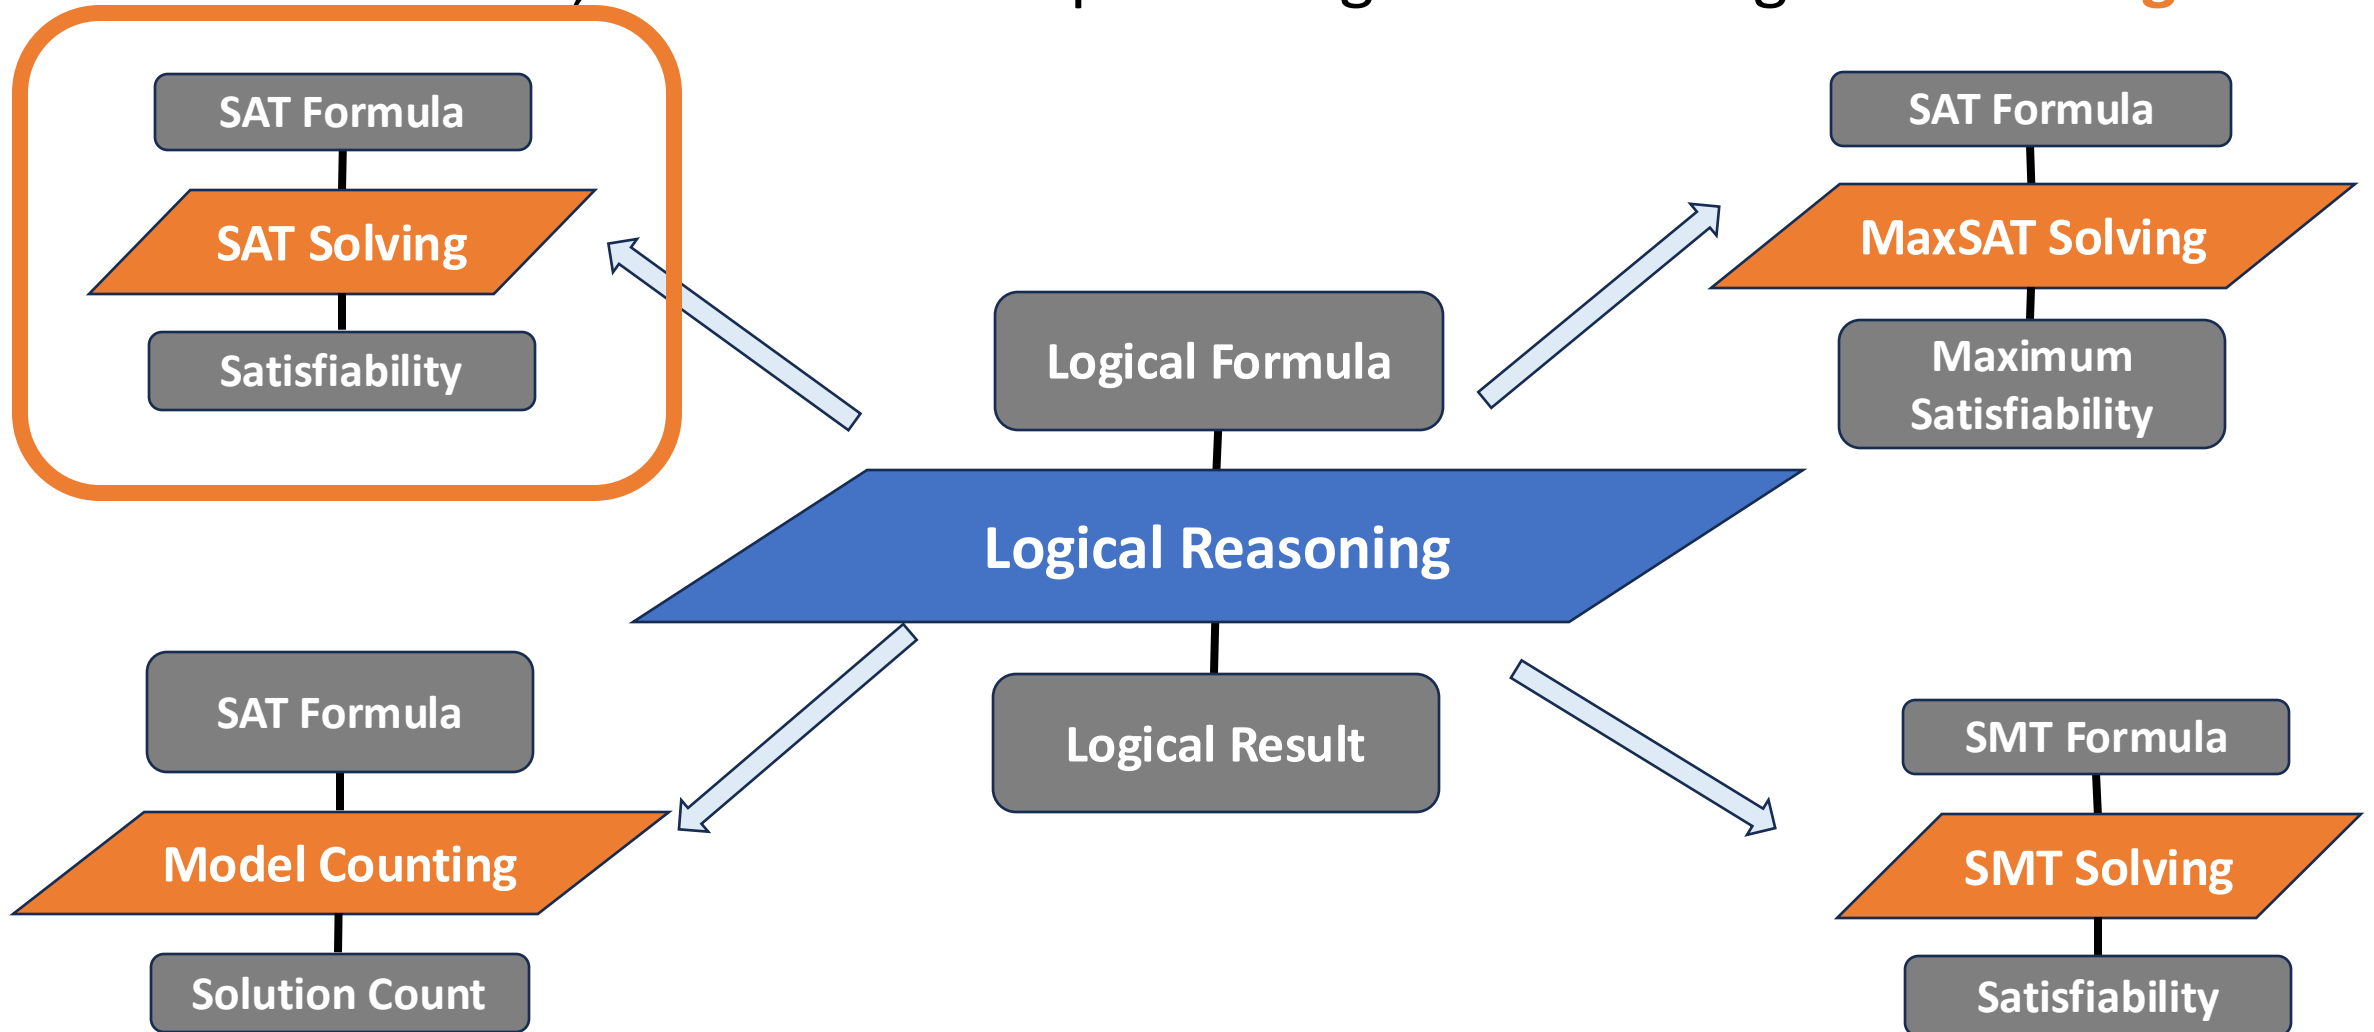 SAT Formula
SAT Solving
Satisfiability
SAT Formula
MaxSAT Solving
Maximum
Satisfiability
Logical Formula
Logical Reasoning
Logical Result
SAT Formula
Model Counting
Solution Count
SMT Formula
SMT Solving
Satisfiability